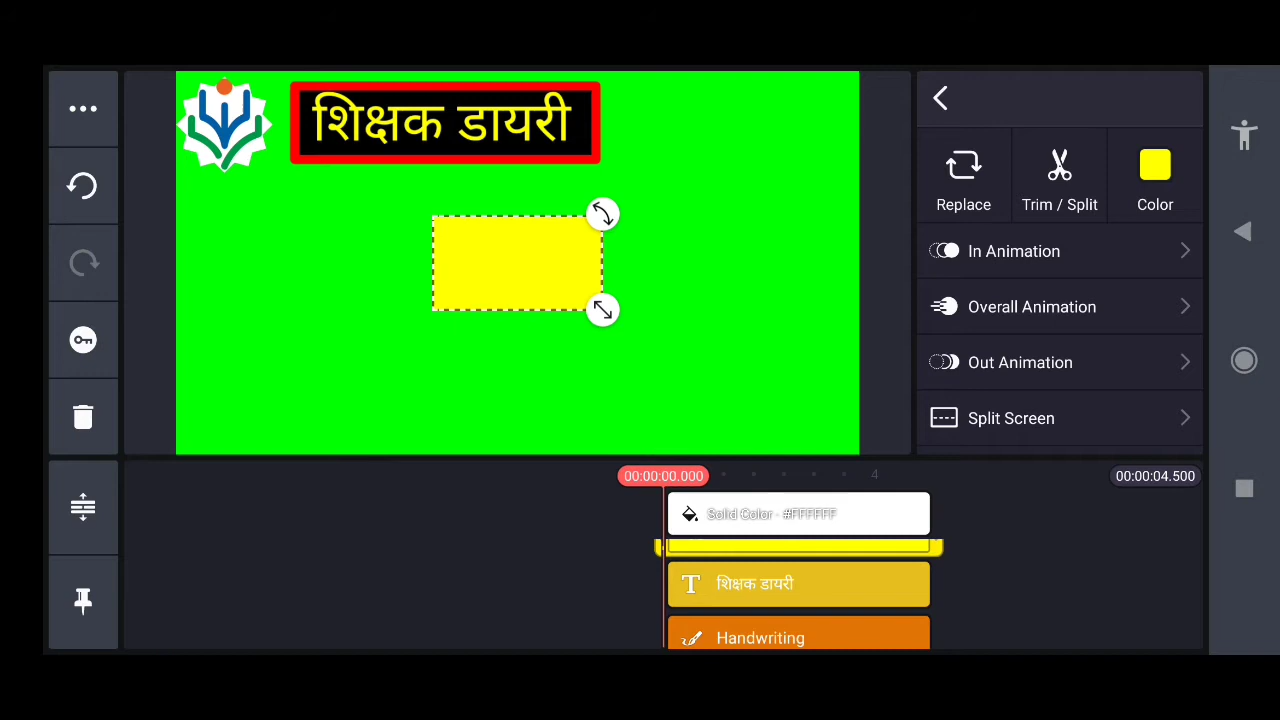 शिक्षक डायरी
Replace
Trim / Split
Color
In Animation
Overall Animation
Out Animation
Split Screen
00:00:00.000
4
00:00:04.500
Solid Color - #FFFFFF
शिक्षक डायरी
Handwriting